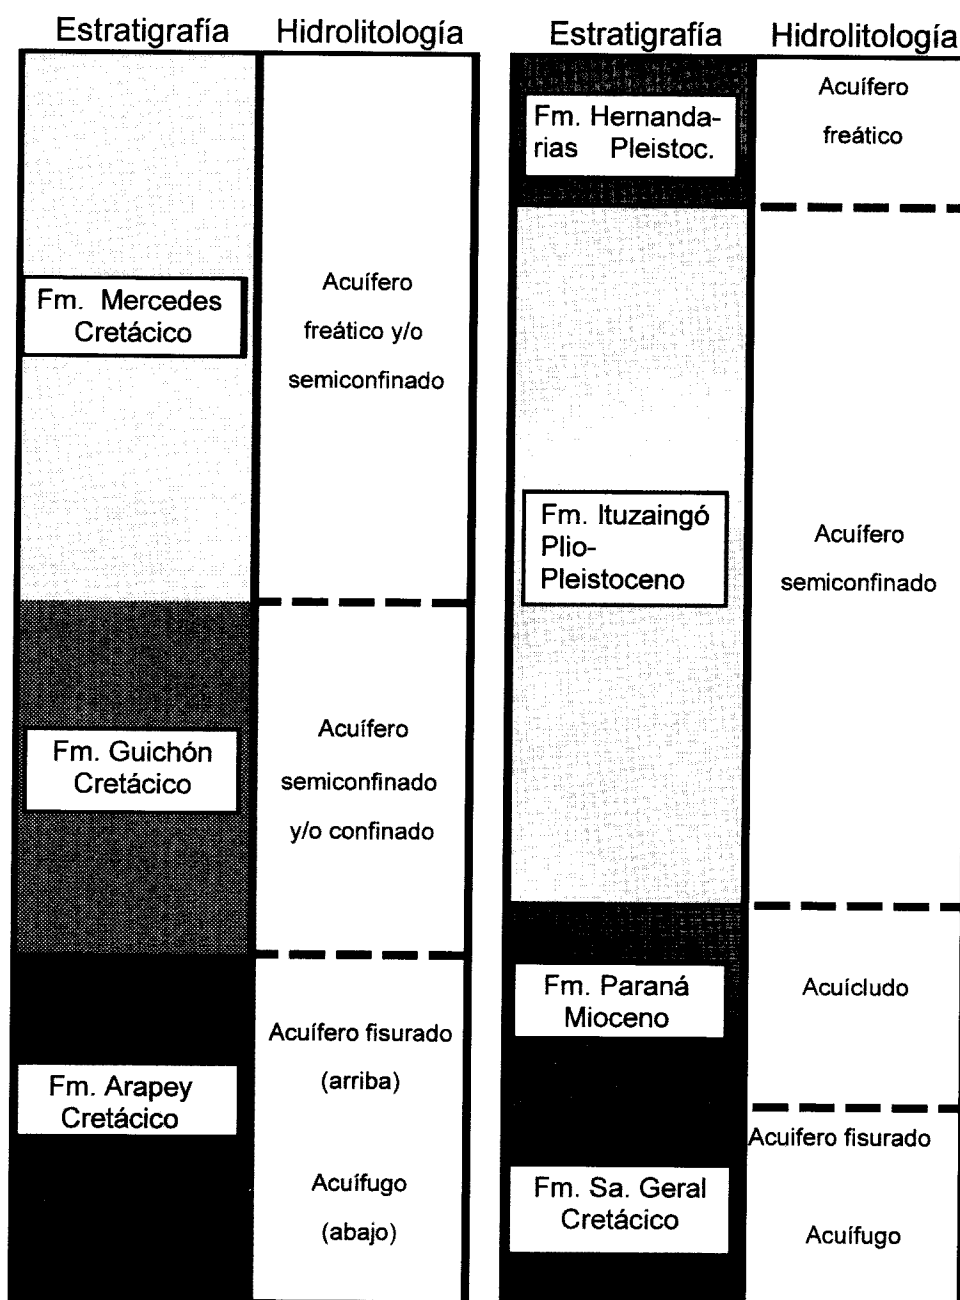 Estratigrafía
Hidrolitología
Fm. Mercedes
Cretácico
Acuífero
freático y/o
semiconfinado
Fm. Guichón
Cretácico
Acuífero
semiconfinado
y/o confinado
Fm. Arapey
Cretácico
Acuífero fisurado
(arriba)
Acuífugo
(abajo)
Estratigrafía
Hidrolitología
Fm. Hernanda-
rias Pleistoc.
Acuífero
freático
Fm. Ituzaingó
Plio-
Pleistoceno
Acuífero
semiconfinado
Fm. Paraná
Mioceno
Acuícludo
Acuifero fisurado
Fm. Sa. Geral
Cretácico
Acuífugo